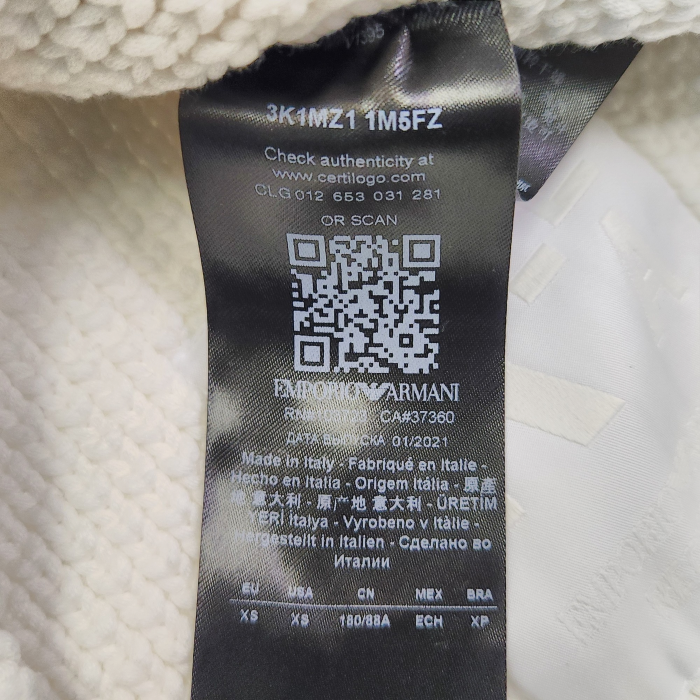 3K1MZ1 1M5FZ
Check authenticity at
www.certilogo.com
CLG 012 653 031 281
OR SCAN
EMPORIO ARMANI
CA#37360
ДАТА ВЫПУСКА 01/2021
Made in Italy - Fabriqué en Italie -
Hecho en Italia - Origem Itália - 原產
地 意大利 - 原产地 意大利 - ÜRETİM
YERİ İtalya - Vyrobeno v Itálie -
Hergestellt in Italien - Сделано во
Италии
EU USA CN MEX BRA
XS XS 160/88A ECH XP